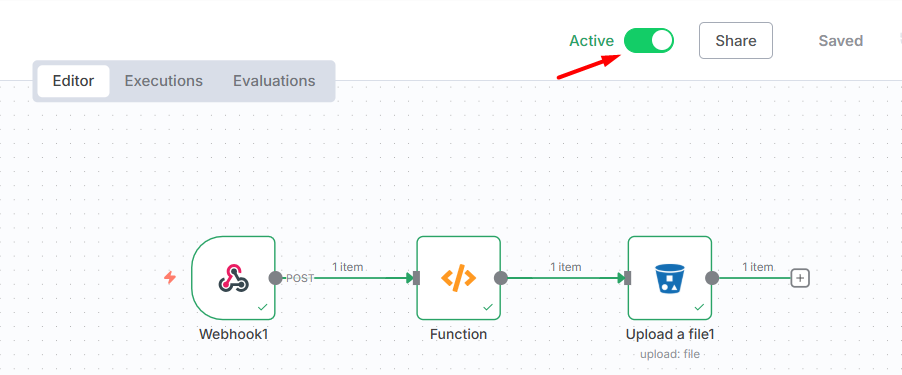 Active Share Saved
Editor Executions Evaluations
POST 1 item 1 item 1 item
Webhook1 Function Upload a file1
upload: file